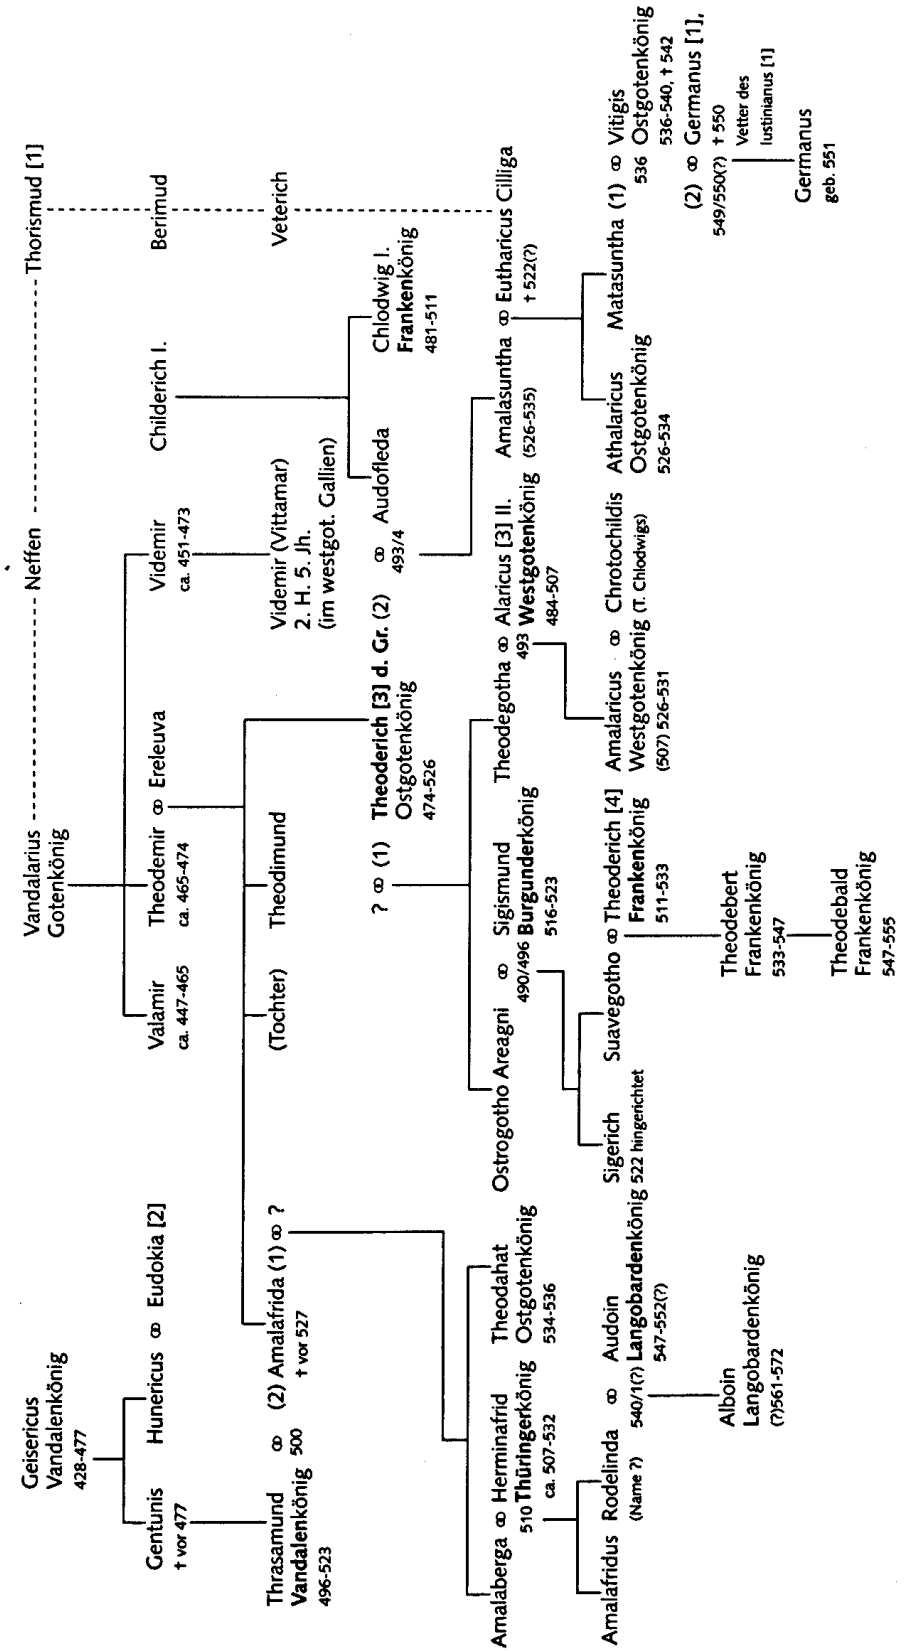 Geisericus
Vandalenkönig
428-477
Vandalarius
Gotenkönig
Neffen
Thorismud [1]
Gentunis
† vor 477
Hunericus ⚭ Eudokia [2]
Valamir
ca. 447-465
Theodemir ⚭ Ereleuva
ca. 465-474
Videmir
ca. 451-473
Childerich I.
Berimud
Thrasamund
Vandalenkönig
496-523
⚭
500
(2) Amalafrida (1) ⚭ ?
† vor 527
(Tochter)
Theodimund
Videmir (Vittamar)
2. H. 5. Jh.
(im westgot. Gallien)
Veterich
? ⚭ (1)
Theoderich [3] d. Gr. (2)
Ostgotenkönig
474-526
⚭
493/4
Audofleda
Chlodwig I.
Frankenkönig
481-511
Amalaberga ⚭ Herminafrid
510 Thüringerkönig
ca. 507-532
Theodahat
Ostgotenkönig
534-536
Ostrogotho Areagni ⚭ Sigismund
490/496 Burgunderkönig
516-523
Theodegotha ⚭ Alaricus [3] II.
493 Westgotenkönig
484-507
Amalasuntha ⚭ Eutharicus Cilliga
(526-535)
† 522(?)
Amalafridus
Rodelinda ⚭ Audoin
(Name ?)
540/1(?) Langobardenkönig
547-552(?)
Sigerich
522 hingerichtet
Suavegotho ⚭ Theoderich [4]
Frankenkönig
511-533
Amalaricus ⚭ Chrotochildis
Westgotenkönig (T. Chlodwigs)
(507) 526-531
Athalaricus
Ostgotenkönig
526-534
Matasuntha (1) ⚭ Vitigis
536 Ostgotenkönig
536-540, † 542
(2) ⚭ Germanus [1],
549/550(?) † 550
Vetter des
Iustinianus [1]
Alboin
Langobardenkönig
(?)561-572
Theodebert
Frankenkönig
533-547
Germanus
geb. 551
Theodebald
Frankenkönig
547-555